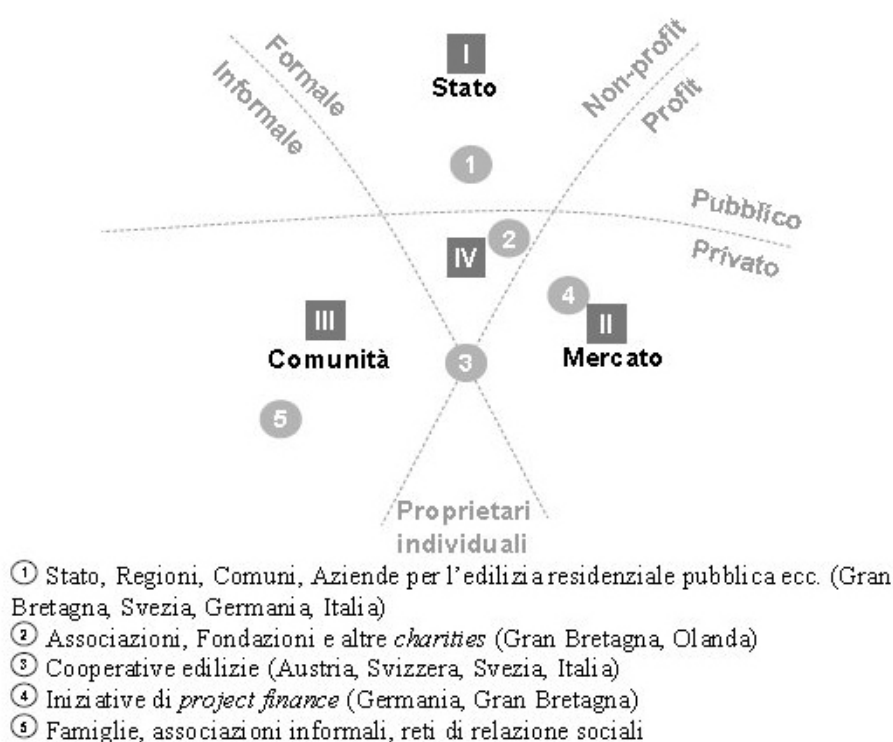 Formale
Informale
I
Stato
Non-profit
Profit
1
Pubblico
Privato
2
IV
4
III
II
Comunità
3
Mercato
5
Proprietari
individuali
① Stato, Regioni, Comuni, Aziende per l'edilizia residenziale pubblica ecc. (Gran
Bretagna, Svezia, Germania, Italia)
② Associazioni, Fondazioni e altre charities (Gran Bretagna, Olanda)
③ Cooperative edilizie (Austria, Svizzera, Svezia, Italia)
④ Iniziative di project finance (Germania, Gran Bretagna)
⑤ Famiglie, associazioni informali, reti di relazione sociali